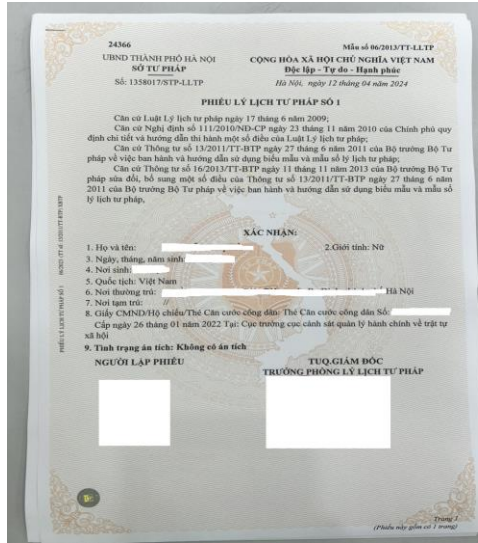 24366
Mẫu số 06/2013/TT-LLTP
UBND THÀNH PHỐ HÀ NỘI
SỞ TƯ PHÁP
CỘNG HÒA XÃ HỘI CHỦ NGHĨA VIỆT NAM
Độc lập - Tự do - Hạnh phúc
Số: 1358017/STP-LLTP
Hà Nội, ngày 12 tháng 04 năm 2024
PHIẾU LÝ LỊCH TƯ PHÁP SỐ 1
Căn cứ Luật Lý lịch tư pháp ngày 17 tháng 6 năm 2009;
Căn cứ Nghị định số 111/2010/NĐ-CP ngày 23 tháng 11 năm 2010 của Chính phủ quy
định chi tiết và hướng dẫn thi hành một số điều của Luật Lý lịch tư pháp;
Căn cứ Thông tư số 13/2011/TT-BTP ngày 27 tháng 6 năm 2011 của Bộ trưởng Bộ Tư
pháp về việc ban hành và hướng dẫn sử dụng biểu mẫu và mẫu sổ lý lịch tư pháp;
Căn cứ Thông tư số 16/2013/TT-BTP ngày 11 tháng 11 năm 2013 của Bộ trưởng Bộ Tư
pháp sửa đổi, bổ sung một số điều của Thông tư số 13/2011/TT-BTP ngày 27 tháng 6 năm
2011 của Bộ trưởng Bộ Tư pháp về việc ban hành và hướng dẫn sử dụng biểu mẫu và mẫu sổ
lý lịch tư pháp,
XÁC NHẬN:
1. Họ và tên:
2.Giới tính: Nữ
3. Ngày, tháng, năm sinh
4. Nơi sinh:
5. Quốc tịch: Việt Nam
6. Nơi thường trú: Hà Nội
7. Nơi tạm trú:
8. Giấy CMND/Hộ chiếu/Thẻ Căn cước công dân: Thẻ Căn cước công dân Số:
Cấp ngày 26 tháng 01 năm 2022 Tại: Cục trưởng cục cảnh sát quản lý hành chính về trật tự
xã hội
9. Tình trạng án tích: Không có án tích
NGƯỜI LẬP PHIẾU
TUQ.GIÁM ĐỐC
TRƯỞNG PHÒNG LÝ LỊCH TƯ PHÁP
Trang 1
(Phiếu này gồm có 1 trang)